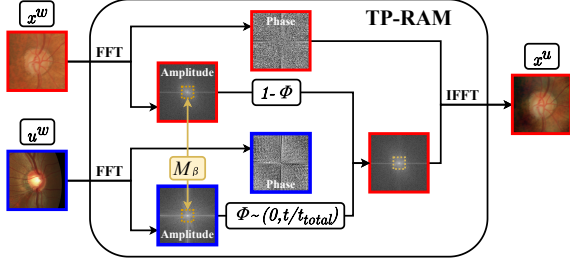 TP-RAM
x^w
FFT
Phase
Amplitude
1- Φ
x^u
IFFT
u^w
FFT
M_β
Phase
Amplitude
Φ~(0,t/t_total)